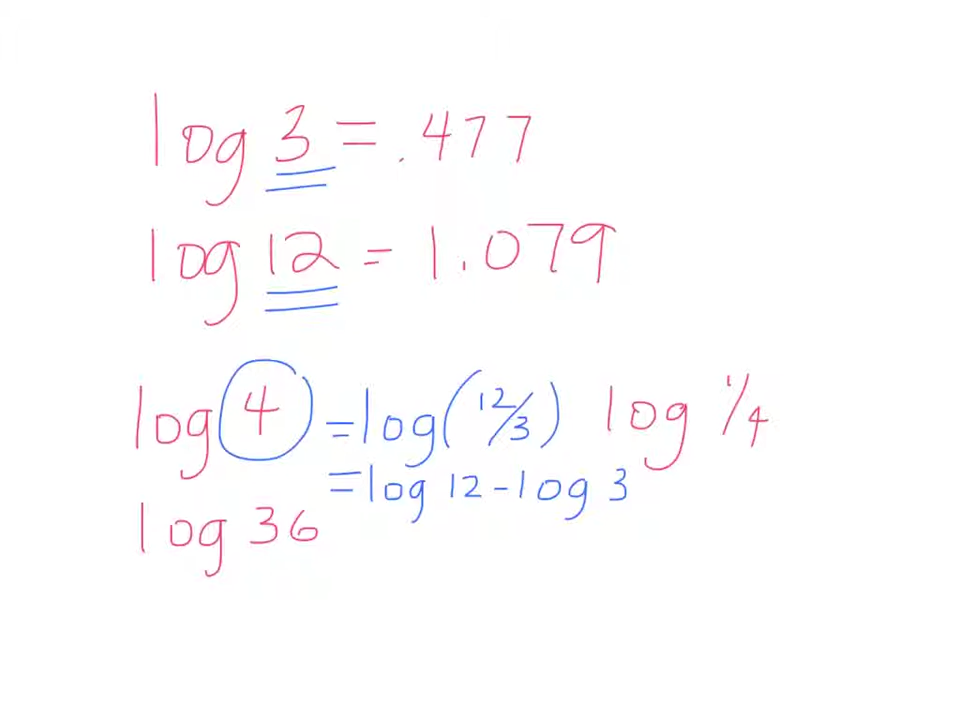 log 3 = .477
log 12 = 1.079
log 4 = log(12/3) log 1/4
= log 12 - log 3
log 36